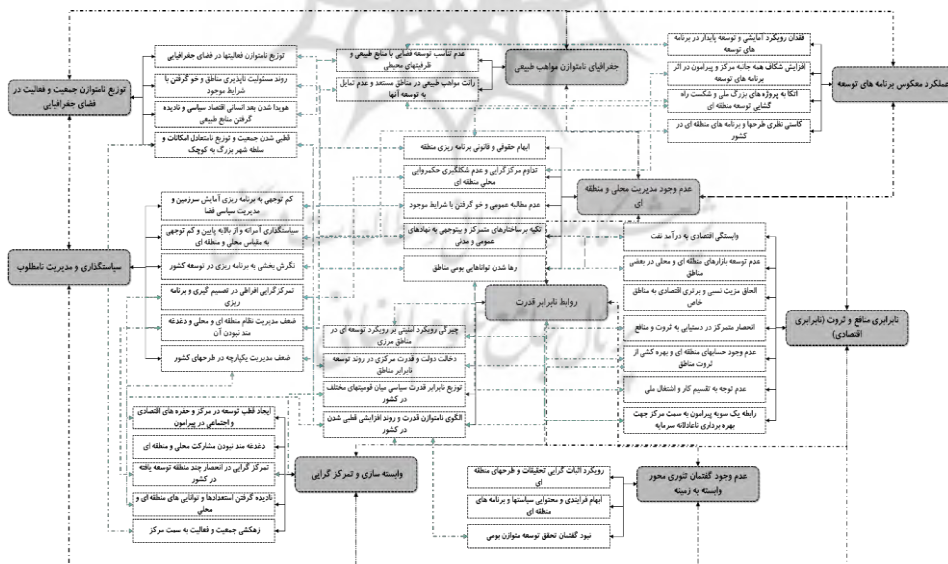 فقدان رویکرد آمایشی و توسعه پایدار در برنامه
های توسعه
افزایش شکاف همه جانبه مرکز و پیرامون در اثر
برنامه های توسعه
اتکا به پروژه های بزرگ ملی و شکست راه
گشایی توسعه منطقه ای
کاستی نظری طرحها و برنامه های منطقه ای در
کشور
عملکرد معکوس برنامه های توسعه
جغرافیای نامتوازن مواهب طبیعی
عدم تناسب توسعه فضایی با منابع طبیعی و
ظرفیتهای محیطی
رانت مواهب طبیعی در مناطق مستعد و عدم تمایل
به توسعه آنها
توزیع نامتوازن فعالیتها در فضای جغرافیایی
روند مسئولیت ناپذیری مناطق و خو گرفتن با
شرایط موجود
هویدا شدن بعد انسانی اقتصاد سیاسی و نادیده
گرفتن منابع طبیعی
قطبی شدن جمعیت و توزیع نامتعادل امکانات و
سلطه شهر بزرگ به کوچک
توزیع نامتوازن جمعیت و فعالیت در
فضای جغرافیایی
ابهام حقوقی و قانونی برنامه ریزی منطقه
تداوم مرکز گرایی و عدم شکلگیری حکمروایی
محلی منطقه ای
عدم مطالبه عمومی و خو گرفتن با شرایط موجود
تکیه بر ساختارهای متمرکز و بیتوجهی به نهادهای
عمومی و مدنی
رها شدن تواناهایی بومی مناطق
عدم وجود مدیریت محلی و منطقه
ای
کم توجهی به برنامه ریزی آمایش سرزمین و
مدیریت سیاسی فضا
سیاستگذاری آمرانه و از بالابه پایین و کم توجهی
به مقیاس محلی و منطقه ای
نگرش بخشی به برنامه ریزی در توسعه کشور
تمرکزگرایی افراطی در تصمیم گیری و برنامه
ریزی
ضعف مدیریت نظام منطقه ای و محلی و دغدغه
مند نبودن آن
ضعف مدیریت یکپارچه در طرحهای کشور
سیاستگذاری و مدیریت نامطلوب
وابستگی اقتصادی به درآمد نفت
عدم توسعه بازارهای منطقه ای و محلی در بعضی
مناطق
الحاق مزیت نسبی و برتری اقتصادی به مناطق
خاص
انحصار متمرکز در دستیابی به ثروت و منافع
عدم وجود حسابهای منطقه ای و بهره کشی از
ثروت مناطق
عدم توجه به تقسیم کار و اشتغال ملی
رابطه یک سویه پیرامون به سمت مرکز جهت
بهره برداری ناعادلانه سرمایه
نابرابری منافع و ثروت (نابرابری
اقتصادی)
روابط نابرابر قدرت
چیرگی رویکرد امنیتی بر رویکرد توسعه ای در
مناطق مرزی
دخالت دولت و قدرت مرکزی در روند توسعه
نابرابر مناطق
توزیع نابرابر قدرت سیاسی میان قومیتهای مختلف
در کشور
الگوی نامتوازن قدرت و روند افزایشی قطبی شدن
در کشور
ایجاد قطب توسعه در مرکز و حفره های اقتصادی
و اجتماعی در پیرامون
دغدغه مند نبودن مشارکت محلی و منطقه ای
تمرکز گرایی در انحصار چند منطقه توسعه یافته
در کشور
نادیده گرفتن استعدادها و توانایی های منطقه ای و
محلی
زهکشی جمعیت و فعالیت به سمت مرکز
وابسته سازی و تمرکز گرایی
رویکرد اثبات گرایی تحقیقات و طرحهای منطقه
ای
ابهام فرایندی و محتوایی سیاستها و برنامه های
منطقه ای
نبود گفتمان تحقق توسعه متوازن بومی
عدم وجود گفتمان تئوری محور
وابسته به زمینه